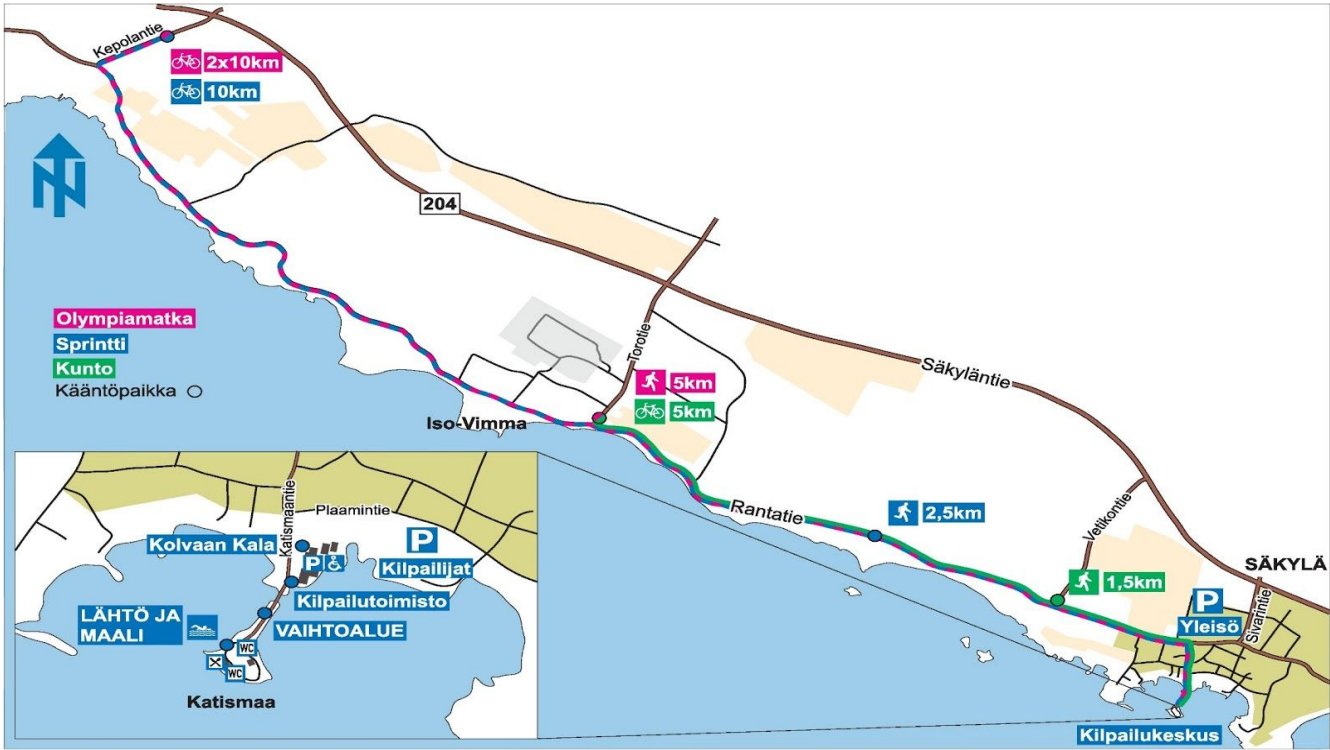 Kepolantie
2x10km
10km
N
204
Olympiamatka
Sprintti
Kunto
Kääntöpaikka
Torotie
Säkyläntie
5km
5km
Iso-Vimma
Rantatie
2,5km
Vetikontie
1,5km
SÄKYLÄ
P
Yleisö
Sivarintie
Kilpailukeskus
Katismaantie
Plaamintie
Kolvaan Kala
P
P
Kilpailijat
Kilpailutoimisto
LÄHTÖ JA
MAALI
VAIHTOALUE
WC
WC
Katismaa